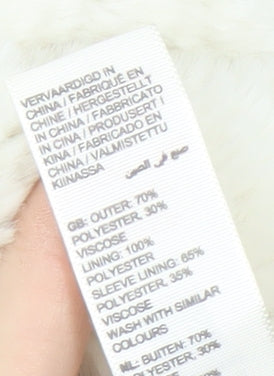 VERVAARDIGD IN
CHINA / FABRIQUÉ EN
CHINE / HERGESTELLT
IN CINA / FABBRICATO
IN CINA / PRODUSERT I
KINA / FABRICADO EN
CHINA / VALMISTETTU
KIINASSA
صنع في الصين
GB: OUTER: 70%
POLYESTER, 30%
VISCOSE
LINING: 100%
POLYESTER
SLEEVE LINING: 65%
POLYESTER, 35%
VISCOSE
WASH WITH SIMILAR
COLOURS
NL: BUITEN: 70%
POLYESTER, 30%